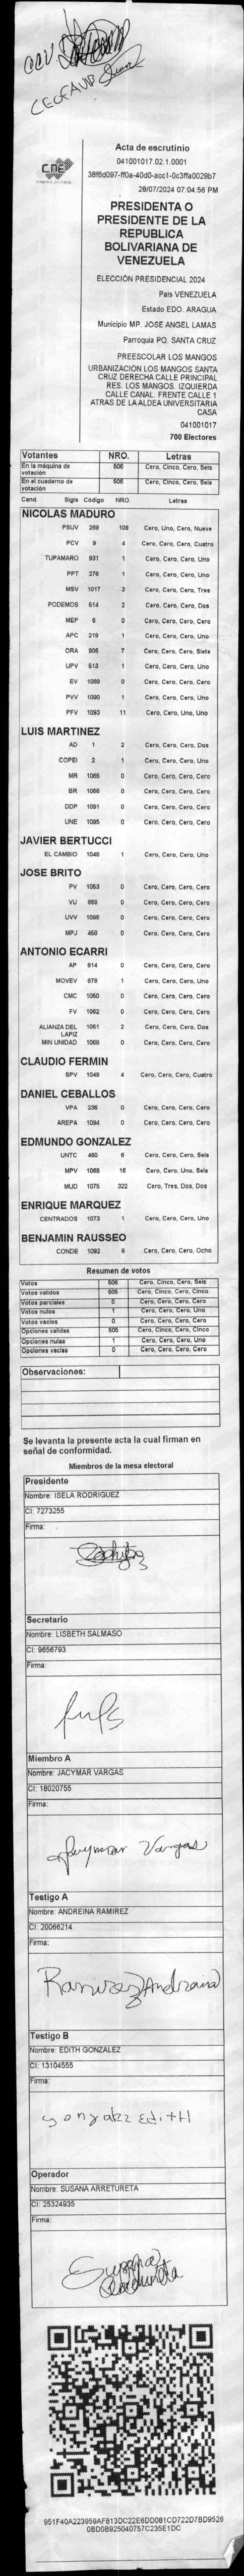 CNE
Acta de escrutinio
041001017.02.1.0001
38f6d097-ff0a-40d0-acc1-0c3ffa0029b7
28/07/2024 07:04:56 PM
PRESIDENTA O
PRESIDENTE DE LA
REPUBLICA
BOLIVARIANA DE
VENEZUELA
ELECCIÓN PRESIDENCIAL 2024
Pais VENEZUELA
Estado EDO. ARAGUA
Municipio MP. JOSE ANGEL LAMAS
Parroquia PQ. SANTA CRUZ
PREESCOLAR LOS MANGOS
URBANIZACIÓN LOS MANGOS SANTA
CRUZ DERECHA CALLE PRINCIPAL
RES. LOS MANGOS. IZQUIERDA
CALLE CANAL. FRENTE CALLE 1
ATRAS DE LA ALDEA UNIVERSITARIA
CASA
041001017
700 Electores
Votantes NRO. Letras
En la máquina de votación 506 Cero, Cinco, Cero, Seis
En el cuaderno de votación 506 Cero, Cinco, Cero, Seis
Cand. Sigla Código NRO. Letras
NICOLAS MADURO
PSUV 269 109 Cero, Uno, Cero, Nueve
PCV 9 4 Cero, Cero, Cero, Cuatro
TUPAMARO 931 1 Cero, Cero, Cero, Uno
PPT 276 1 Cero, Cero, Cero, Uno
MSV 1017 3 Cero, Cero, Cero, Tres
PODEMOS 514 2 Cero, Cero, Cero, Dos
MEP 6 0 Cero, Cero, Cero, Cero
APC 219 1 Cero, Cero, Cero, Uno
ORA 906 7 Cero, Cero, Cero, Siete
UPV 513 1 Cero, Cero, Cero, Uno
EV 1089 0 Cero, Cero, Cero, Cero
PVV 1090 1 Cero, Cero, Cero, Uno
PFV 1093 11 Cero, Cero, Uno, Uno
LUIS MARTINEZ
AD 1 2 Cero, Cero, Cero, Dos
COPEI 2 1 Cero, Cero, Cero, Uno
MR 1065 0 Cero, Cero, Cero, Cero
BR 1066 0 Cero, Cero, Cero, Cero
DDP 1091 0 Cero, Cero, Cero, Cero
UNE 1095 0 Cero, Cero, Cero, Cero
JAVIER BERTUCCI
EL CAMBIO 1048 1 Cero, Cero, Cero, Uno
JOSE BRITO
PV 1053 0 Cero, Cero, Cero, Cero
VU 868 0 Cero, Cero, Cero, Cero
UVV 1096 0 Cero, Cero, Cero, Cero
MPJ 458 0 Cero, Cero, Cero, Cero
ANTONIO ECARRI
AP 814 0 Cero, Cero, Cero, Cero
MOVEV 878 1 Cero, Cero, Cero, Uno
CMC 1050 0 Cero, Cero, Cero, Cero
FV 1062 0 Cero, Cero, Cero, Cero
ALIANZA DEL LAPIZ 1051 2 Cero, Cero, Cero, Dos
MIN UNIDAD 1068 0 Cero, Cero, Cero, Cero
CLAUDIO FERMIN
SPV 1049 4 Cero, Cero, Cero, Cuatro
DANIEL CEBALLOS
VPA 236 0 Cero, Cero, Cero, Cero
AREPA 1094 0 Cero, Cero, Cero, Cero
EDMUNDO GONZALEZ
UNTC 460 6 Cero, Cero, Cero, Seis
MPV 1069 16 Cero, Cero, Uno, Seis
MUD 1075 322 Cero, Tres, Dos, Dos
ENRIQUE MARQUEZ
CENTRADOS 1073 1 Cero, Cero, Cero, Uno
BENJAMIN RAUSSEO
CONDE 1092 8 Cero, Cero, Cero, Ocho
Resumen de votos
Votos 506 Cero, Cinco, Cero, Seis
Votos validos 505 Cero, Cinco, Cero, Cinco
Votos parciales 0 Cero, Cero, Cero, Cero
Votos nulos 1 Cero, Cero, Cero, Uno
Votos vacios 0 Cero, Cero, Cero, Cero
Opciones validas 505 Cero, Cinco, Cero, Cinco
Opciones nulas 1 Cero, Cero, Cero, Uno
Opciones vacias 0 Cero, Cero, Cero, Cero
Observaciones:
Se levanta la presente acta la cual firman en
señal de conformidad.
Miembros de la mesa electoral
Presidente
Nombre: ISELA RODRIGUEZ
CI: 7273255
Firma:
Secretario
Nombre: LISBETH SALMASO
CI: 9656793
Firma:
Miembro A
Nombre: JACYMAR VARGAS
CI: 18020755
Firma:
Jacymar Vargas
Testigo A
Nombre: ANDREINA RAMIREZ
CI: 20066214
Firma:
Testigo B
Nombre: EDITH GONZALEZ
CI: 13104555
Firma:
gonzalez Edith
Operador
Nombre: SUSANA ARRETURETA
CI: 25324935
Firma:
951F40A223959AF813DC22E6DD081CD722D7BD9526
0BD0B925040757C235E1DC